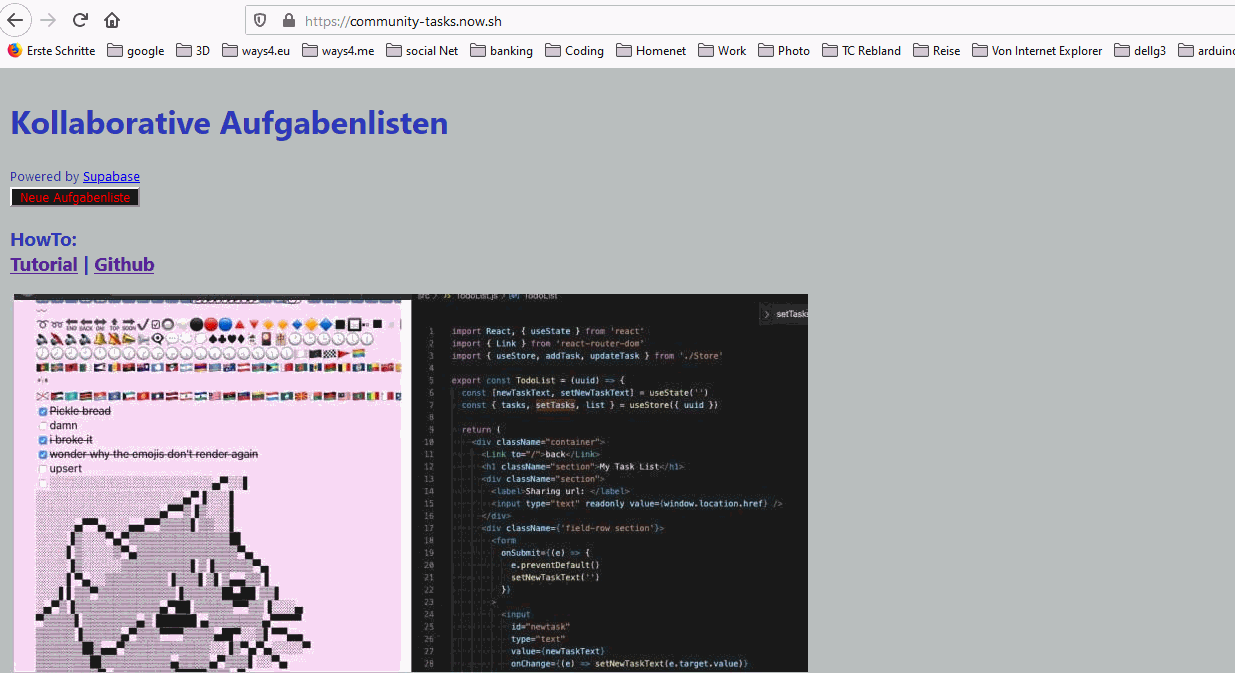 https://community-tasks.now.sh
Erste Schritte google 3D ways4.eu ways4.me social Net banking Coding Homenet Work Photo TC Rebland Reise Von Internet Explorer dellg3 arduino
Kollaborative Aufgabenlisten
Powered by Supabase
Neue Aufgabenliste
HowTo:
Tutorial | Github
END BACK ON! TOP SOON
Pickle bread
damn
i broke it
wonder why the emojis don't render again
upsert
src > JS TodoList.js > TodoList
setTasks
1 import React, { useState } from 'react'
2 import { Link } from 'react-router-dom'
3 import { useStore, addTask, updateTask } from './Store'
4
5 export const TodoList = (uuid) => {
6 const [newTaskText, setNewTaskText] = useState('')
7 const { tasks, setTasks, list } = useStore({ uuid })
8
9 return (
10 <div className="container">
11 <Link to="/">back</Link>
12 <h1 className="section">My Task List</h1>
13 <div className="section">
14 <label>Sharing url: </label>
15 <input type="text" readonly value={window.location.href} />
16 </div>
17 <div className={'field-row section'}>
18 <form
19 onSubmit={(e) => {
20 e.preventDefault()
21 setNewTaskText('')
22 }}
23 >
24 <input
25 id="newtask"
26 type="text"
27 value={newTaskText}
28 onChange={(e) => setNewTaskText(e.target.value)}